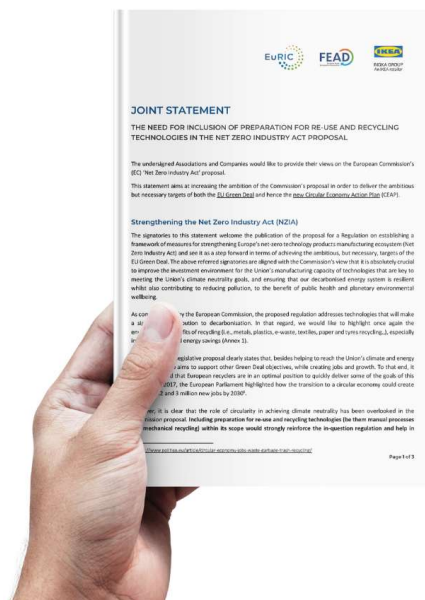 EuRIC
FEAD
IKEA
INGKA GROUP
JOINT STATEMENT
THE NEED FOR INCLUSION OF PREPARATION FOR RE-USE AND RECYCLING
TECHNOLOGIES IN THE NET ZERO INDUSTRY ACT PROPOSAL
The undersigned Associations and Companies would like to provide their views on the European Commission's
(EC) 'Net Zero Industry Act' proposal.
This statement aims at increasing the ambition of the Commission's proposal in order to deliver the ambitious
but necessary targets of both the EU Green Deal and hence the new Circular Economy Action Plan (CEAP).
Strengthening the Net Zero Industry Act (NZIA)
The signatories to this statement welcome the publication of the proposal for a Regulation on establishing a
framework of measures for strengthening Europe's net-zero technology products manufacturing ecosystem (Net
Zero Industry Act) and see it as a step forward in terms of achieving the ambitious, but necessary, targets of the
EU Green Deal. The above referred signatories are aligned with the Commission's view that it is absolutely crucial
to improve the investment environment for the Union's manufacturing capacity of technologies that are key to
meeting the Union's climate neutrality goals, and ensuring that our decarbonised energy system is resilient
whilst also contributing to reducing pollution, to the benefit of public health and planetary environmental
wellbeing.
As con by the European Commission, the proposed regulation addresses technologies that will make
a si bution to decarbonisation. In that regard, we would like to highlight once again the
en fits of recycling (i.e., metals, plastics, e-waste, textiles, paper and tyres recycling,), especially
in energy savings (Annex 1).
legislative proposal clearly states that, besides helping to reach the Union's climate and energy
aims to support other Green Deal objectives, while creating jobs and growth. To that end, it
d that European recyclers are in an optimal position to quickly deliver some of the goals of this
2017, the European Parliament highlighted how the transition to a circular economy could create
2 and 3 million new jobs by 2030
er; it is clear that the role of circularity in achieving climate neutrality has been overlooked in the
mission proposal. Including preparation for re-use and recycling technologies (be them manual processes
mechanical recycling) within its scope would strongly reinforce the in-question regulation and help in
Page 1 of 3